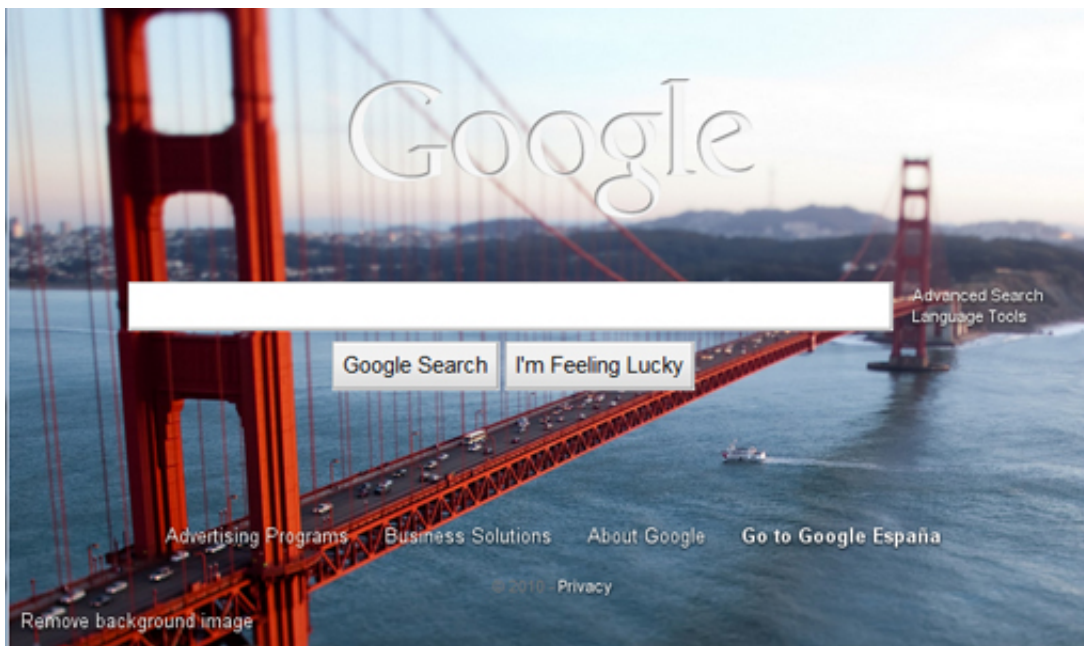 Google
Advanced Search
Language Tools
Google Search I'm Feeling Lucky
Advertising Programs Business Solutions About Google Go to Google España
© 2010 - Privacy
Remove background image